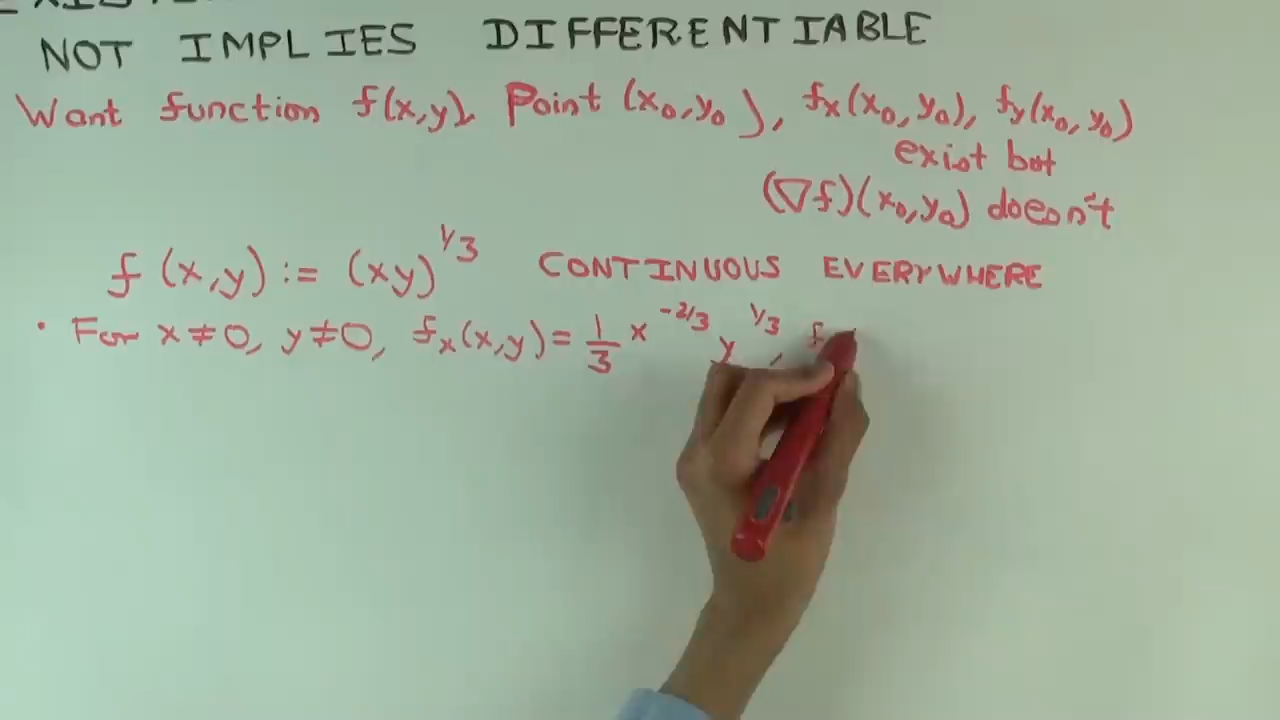 NOT IMPLIES DIFFERENTIABLE
Want function f(x,y), Point (x₀,y₀), fₓ(x₀,y₀), f_y(x₀,y₀)
exist but
(∇f)(x₀,y₀) doesn't
f(x,y) := (xy)^{1/3} CONTINUOUS EVERYWHERE
• For x≠0, y≠0, fₓ(x,y) = 1/3 x^{-2/3} y^{1/3}, f